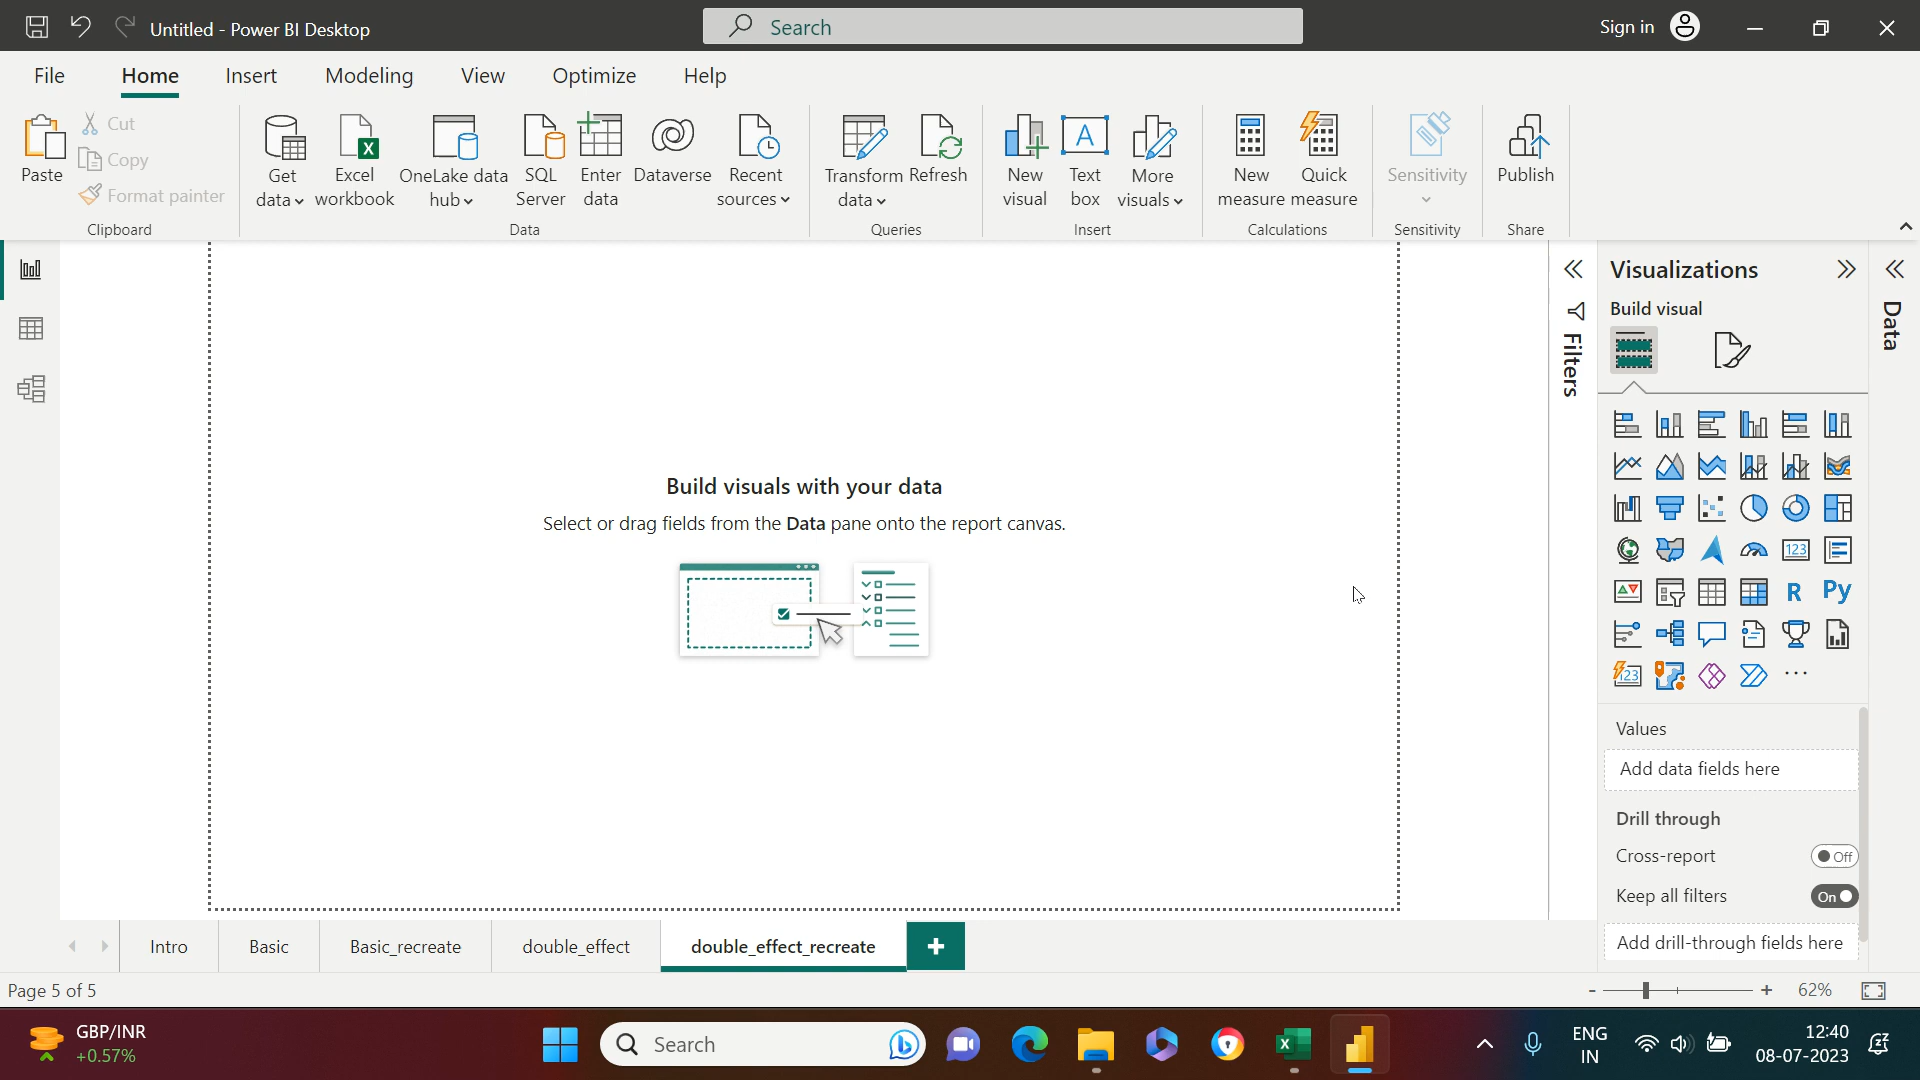 Untitled - Power BI Desktop
Search
Sign in
File
Home
Insert
Modeling
View
Optimize
Help
Paste
Cut
Copy
Format painter
Clipboard
Get data
Excel workbook
OneLake data hub
SQL Server
Enter data
Dataverse
Recent sources
Data
Transform data
Refresh
Queries
New visual
A
Text box
More visuals
Insert
New measure
Quick measure
Calculations
Sensitivity
Sensitivity
Publish
Share
Build visuals with your data
Select or drag fields from the Data pane onto the report canvas.
Filters
Visualizations
Build visual
123
R
Py
123
Values
Add data fields here
Drill through
Cross-report
Off
Keep all filters
On
Add drill-through fields here
Data
Intro
Basic
Basic_recreate
double_effect
double_effect_recreate
Page 5 of 5
62%
GBP/INR
+0.57%
Search
ENG
IN
12:40
08-07-2023